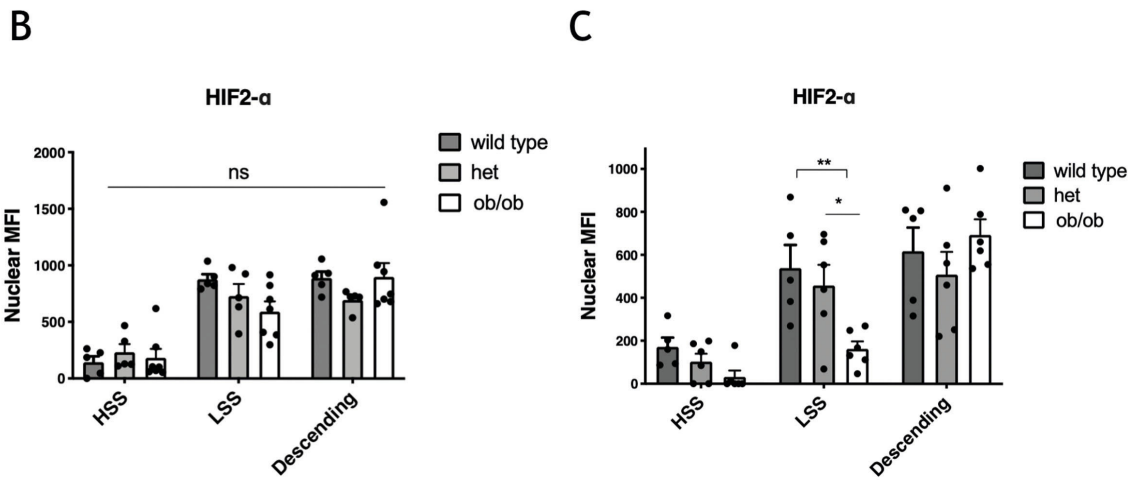 B
HIF2-α
Nuclear MFI
2000
1500
1000
500
0
ns
HSS
LSS
Descending
wild type
het
ob/ob
C
HIF2-α
Nuclear MFI
1000
800
600
400
200
0
**
*
HSS
LSS
Descending
wild type
het
ob/ob